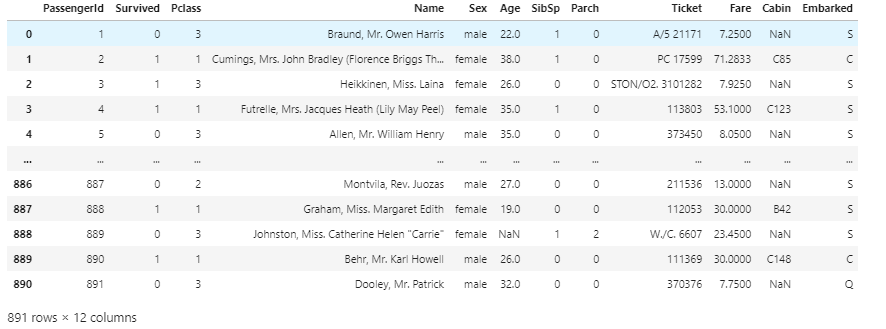 PassengerId Survived Pclass Name Sex Age SibSp Parch Ticket Fare Cabin Embarked
0 1 0 3 Braund, Mr. Owen Harris male 22.0 1 0 A/5 21171 7.2500 NaN S
1 2 1 1 Cumings, Mrs. John Bradley (Florence Briggs Th... female 38.0 1 0 PC 17599 71.2833 C85 C
2 3 1 3 Heikkinen, Miss. Laina female 26.0 0 0 STON/O2. 3101282 7.9250 NaN S
3 4 1 1 Futrelle, Mrs. Jacques Heath (Lily May Peel) female 35.0 1 0 113803 53.1000 C123 S
4 5 0 3 Allen, Mr. William Henry male 35.0 0 0 373450 8.0500 NaN S
... ... ... ... ... ... ... ... ... ... ... ... ...
886 887 0 2 Montvila, Rev. Juozas male 27.0 0 0 211536 13.0000 NaN S
887 888 1 1 Graham, Miss. Margaret Edith female 19.0 0 0 112053 30.0000 B42 S
888 889 0 3 Johnston, Miss. Catherine Helen "Carrie" female NaN 1 2 W./C. 6607 23.4500 NaN S
889 890 1 1 Behr, Mr. Karl Howell male 26.0 0 0 111369 30.0000 C148 C
890 891 0 3 Dooley, Mr. Patrick male 32.0 0 0 370376 7.7500 NaN Q
891 rows × 12 columns